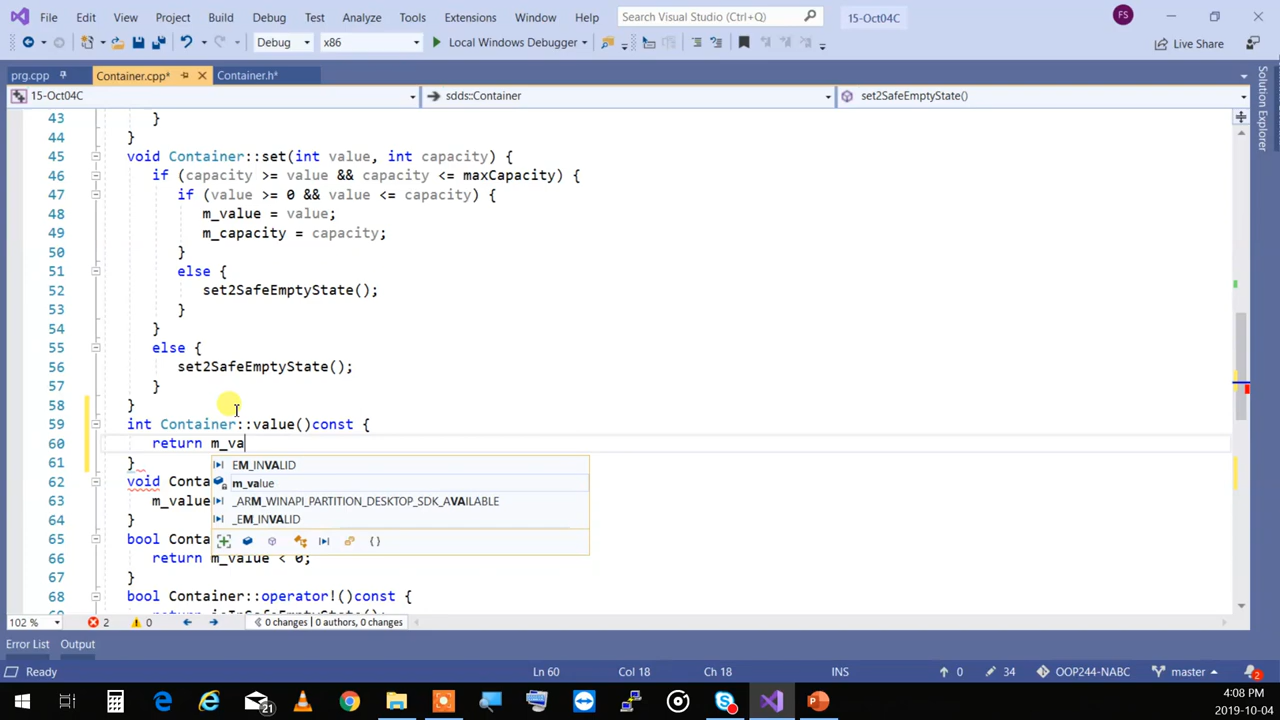 File Edit View Project Build Debug Test Analyze Tools Extensions Window Help Search Visual Studio (Ctrl+Q) 15-Oct04C FS
Debug x86 Local Windows Debugger Live Share
prg.cpp Container.cpp* Container.h*
15-Oct04C sdds::Container set2SafeEmptyState()
Solution Explorer
43 }
44 }
45 void Container::set(int value, int capacity) {
46 if (capacity >= value && capacity <= maxCapacity) {
47 if (value >= 0 && value <= capacity) {
48 m_value = value;
49 m_capacity = capacity;
50 }
51 else {
52 set2SafeEmptyState();
53 }
54 }
55 else {
56 set2SafeEmptyState();
57 }
58 }
59 int Container::value()const {
60 return m_va
61 }
EM_INVALID
62 void Conta
m_value
63 m_value
_ARM_WINAPI_PARTITION_DESKTOP_SDK_AVAILABLE
64 }
_EM_INVALID
65 bool Conta
66 return m_value < 0;
67 }
68 bool Container::operator!()const {
102 % 2 0 0 changes | 0 authors, 0 changes
Error List Output
Ready Ln 60 Col 18 Ch 18 INS 0 34 OOP244-NABC master 2
21 4:08 PM
2019-10-04